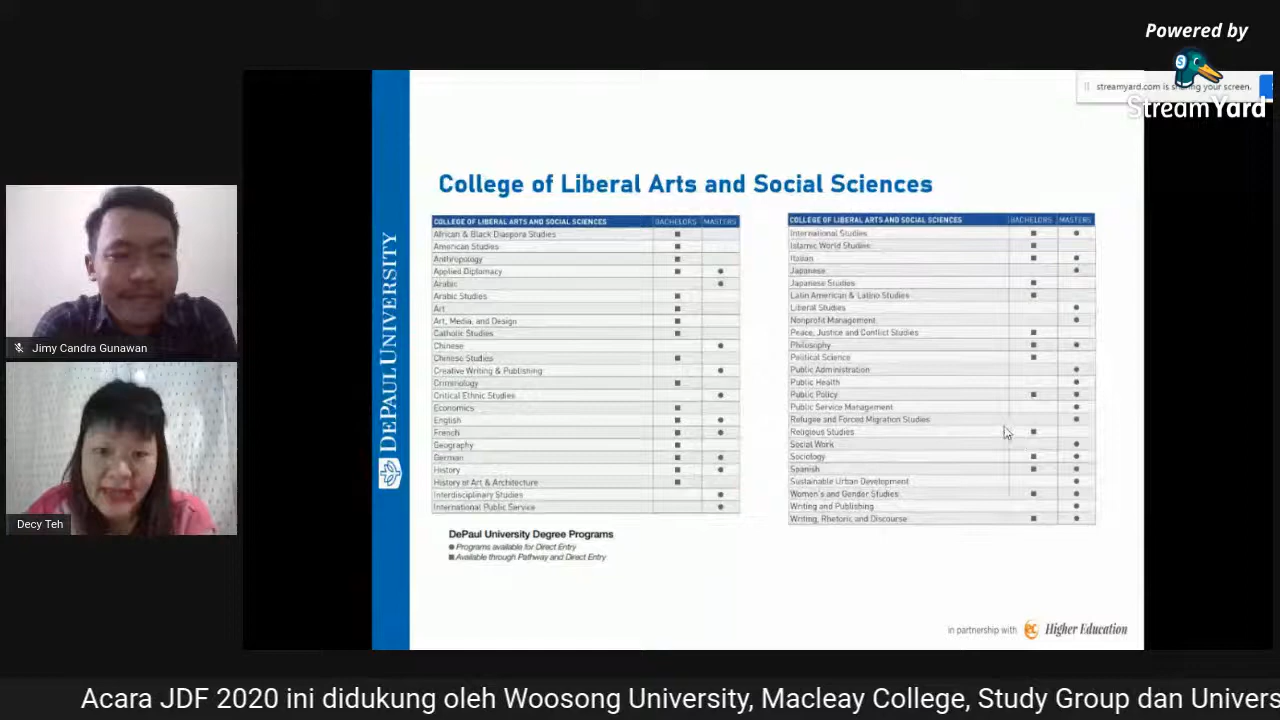 Powered by
StreamYard
streamyard.com is sharing your screen.
DEPAUL UNIVERSITY
College of Liberal Arts and Social Sciences
COLLEGE OF LIBERAL ARTS AND SOCIAL SCIENCES BACHELORS MASTERS
African & Black Diaspora Studies ■
American Studies ■
Anthropology ■
Applied Diplomacy ■ ●
Arabic ●
Arabic Studies ■
Art ■
Art, Media, and Design ■
Catholic Studies ■
Chinese ●
Chinese Studies ■
Creative Writing & Publishing ●
Criminology ■
Critical Ethnic Studies ●
Economics ■
English ■ ●
French ■ ●
Geography ■
German ■ ●
History ■ ●
History of Art & Architecture ■
Interdisciplinary Studies ●
International Public Service ●
COLLEGE OF LIBERAL ARTS AND SOCIAL SCIENCES BACHELORS MASTERS
International Studies ■ ●
Islamic World Studies ■
Italian ■ ●
Japanese ●
Japanese Studies ■
Latin American & Latino Studies ■
Liberal Studies ●
Nonprofit Management ●
Peace, Justice and Conflict Studies ■
Philosophy ■ ●
Political Science ■
Public Administration ●
Public Health ●
Public Policy ■ ●
Public Service Management ●
Refugee and Forced Migration Studies ●
Religious Studies ■
Social Work ●
Sociology ■ ●
Spanish ■ ●
Sustainable Urban Development ●
Women's and Gender Studies ■ ●
Writing and Publishing ●
Writing, Rhetoric and Discourse ■ ●
DePaul University Degree Programs
● Programs available for Direct Entry
■ Available through Pathway and Direct Entry
in partnership with ec Higher Education
Jimy Candra Gunawan
Decy Teh
Acara JDF 2020 ini didukung oleh Woosong University, Macleay College, Study Group dan Univers